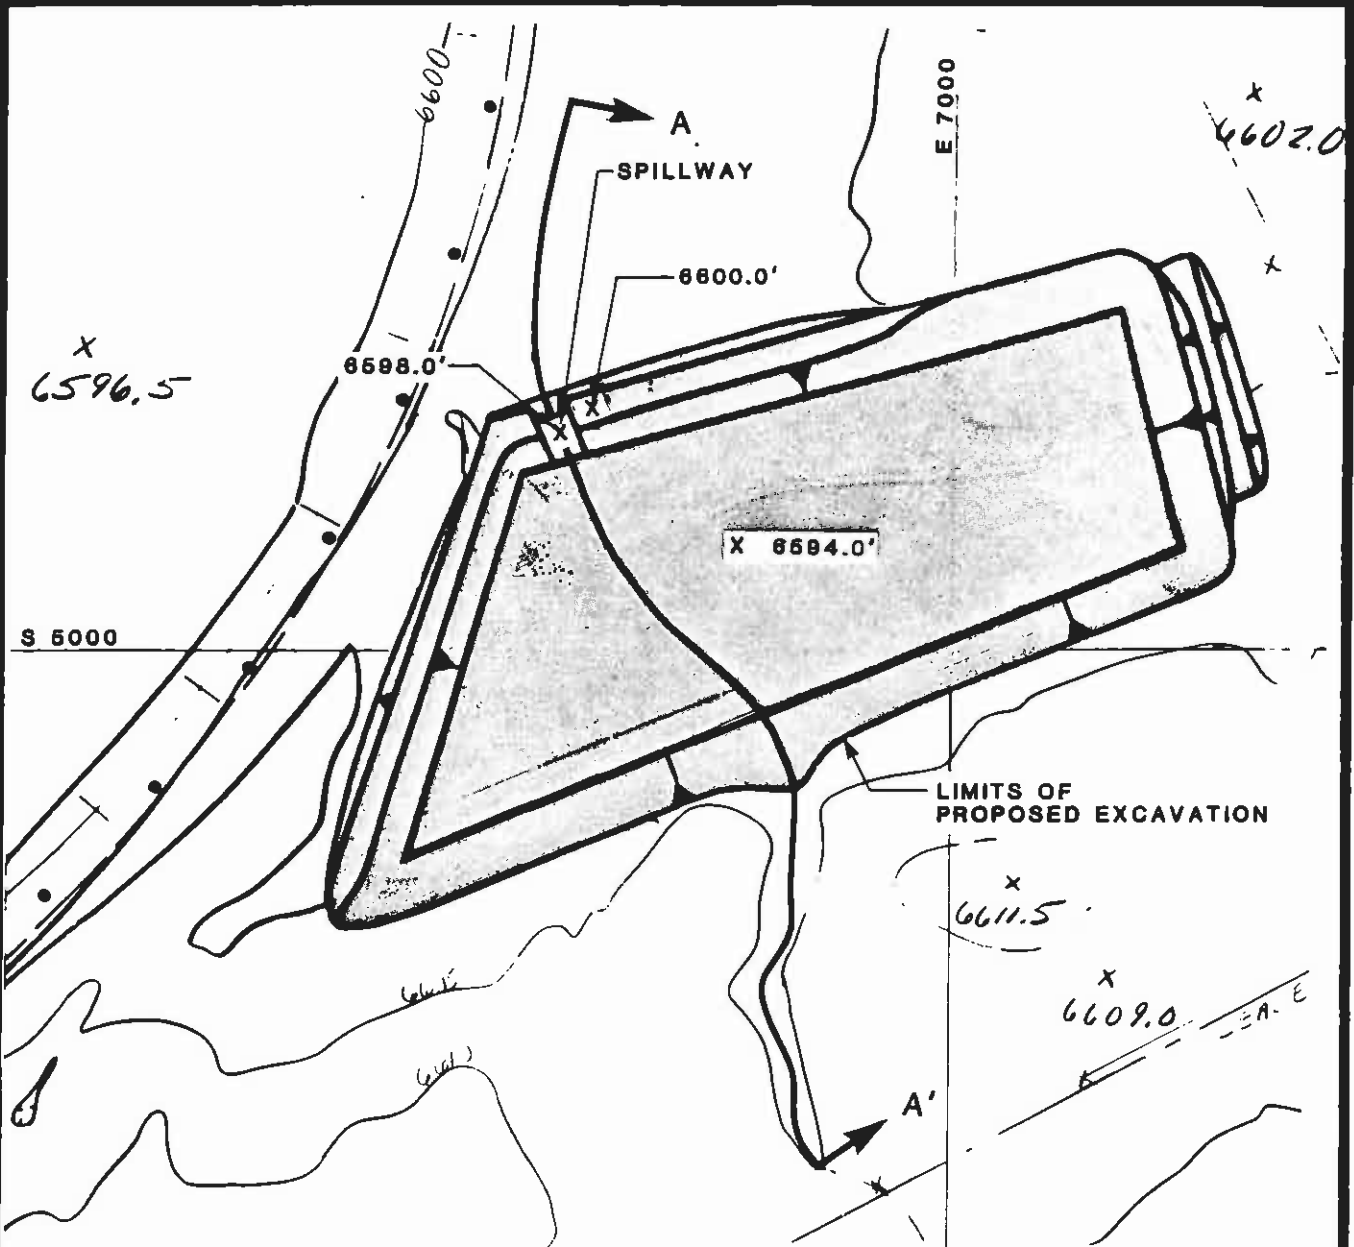 6600
A
E 7000
6602.0
SPILLWAY
6600.0'
6598.0'
X
6596.5
X
X
X
X
X 6594.0'
S 5000
LIMITS OF
PROPOSED EXCAVATION
X
6611.5
X
6609.0
A'